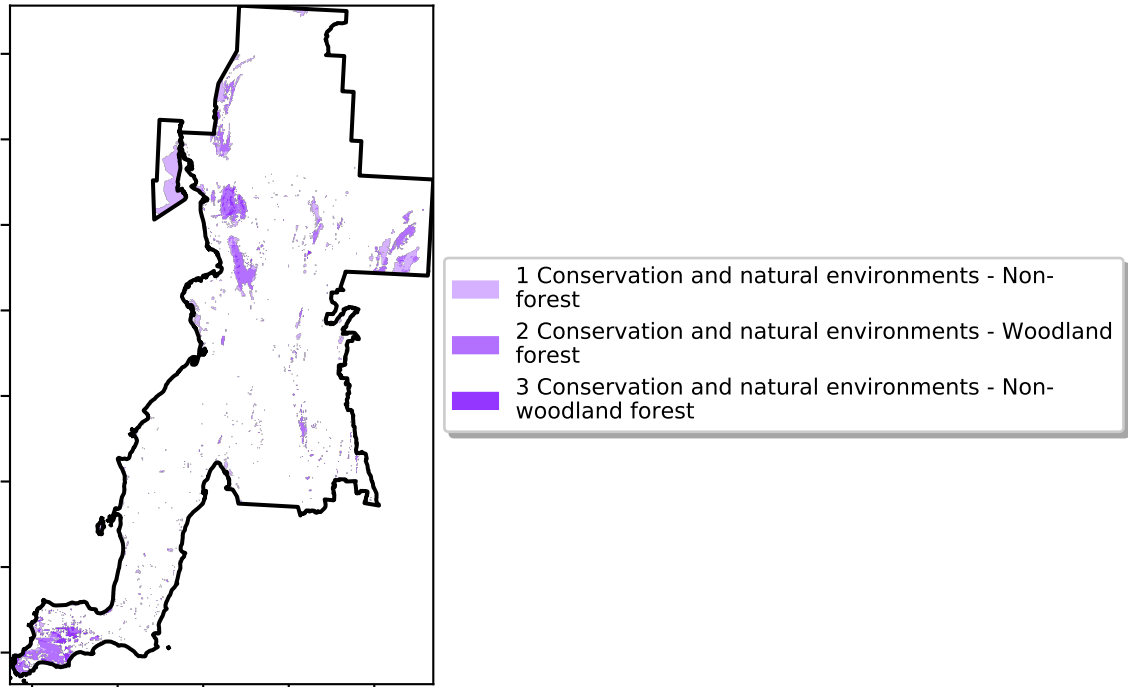 1 Conservation and natural environments - Non-
forest
2 Conservation and natural environments - Woodland
forest
3 Conservation and natural environments - Non-
woodland forest